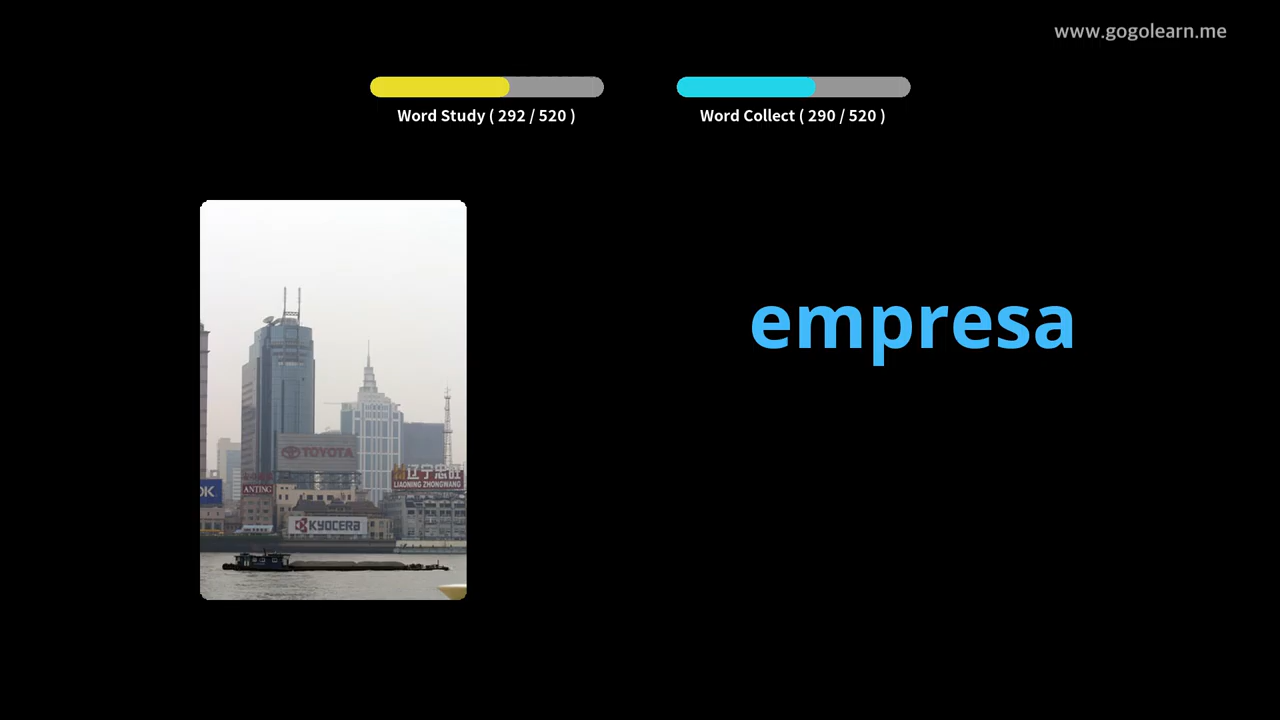 www.gogolearn.me
Word Study ( 292 / 520 )
Word Collect ( 290 / 520 )
empresa
TOYOTA
辽宁忠旺
LIAONING ZHONGWANG
OK
ANTING
KYOCERA